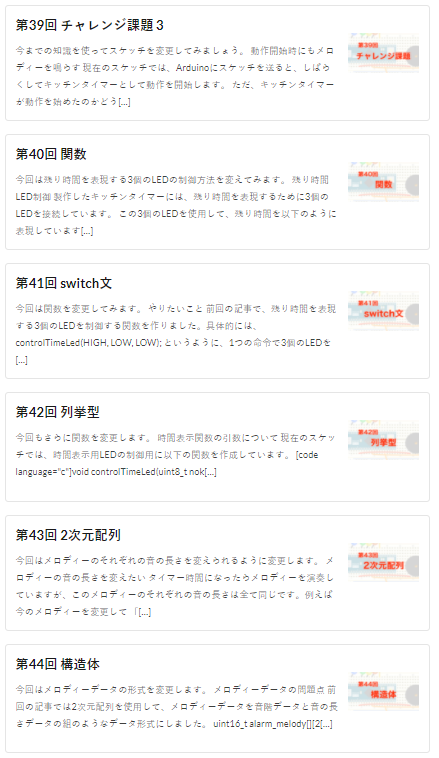 第39回 チャレンジ課題 3
今までの知識を使ってスケッチを変更してみましょう。 動作開始時にもメロ
ディーを鳴らす 現在のスケッチでは、Arduinoにスケッチを送ると、しばら
くしてキッチンタイマーとして動作を開始します。 ただ、キッチンタイマー
が動作を始めたのかどう[...]
第39回
チャレンジ課題
第40回 関数
今回は残り時間を表現する3個のLEDの制御方法を変えてみます。 残り時間
LED制御 製作したキッチンタイマーには、残り時間を表現するために3個の
LEDを接続しています。 この3個のLEDを使用して、残り時間を以下のように
表現しています[...]
第40回
関数
第41回 switch文
今回は関数を変更してみます。 やりたいこと 前回の記事で、残り時間を表現
する3個のLEDを制御する関数を作りました。具体的には、
controlTimeLed(HIGH, LOW, LOW); というように、1つの命令で3個のLEDを
[...]
第41回
switch文
第42回 列挙型
今回もさらに関数を変更します。 時間表示関数の引数について 現在のスケッ
チでは、時間表示用LEDの制御用に以下の関数を作成しています。 [code
language="c"]void controlTimeLed(uint8_t nok[...]
第42回
列挙型
第43回 2次元配列
今回はメロディーのそれぞれの音の長さを変えられるように変更します。 メ
ロディーの音の長さを変えたい タイマー時間になったらメロディーを演奏し
ていますが、このメロディーのそれぞれの音の長さは全て同じです。例えば
今のメロディーを変更して 「[...]
第43回
2次元配列
第44回 構造体
今回はメロディーデータの形式を変更します。 メロディーデータの問題点 前
回の記事では2次元配列を使用して、メロディーデータを音階データと音の長
さデータの組のようなデータ形式にしました。 uint16_t alarm_melody[][2[...]
第44回
構造体